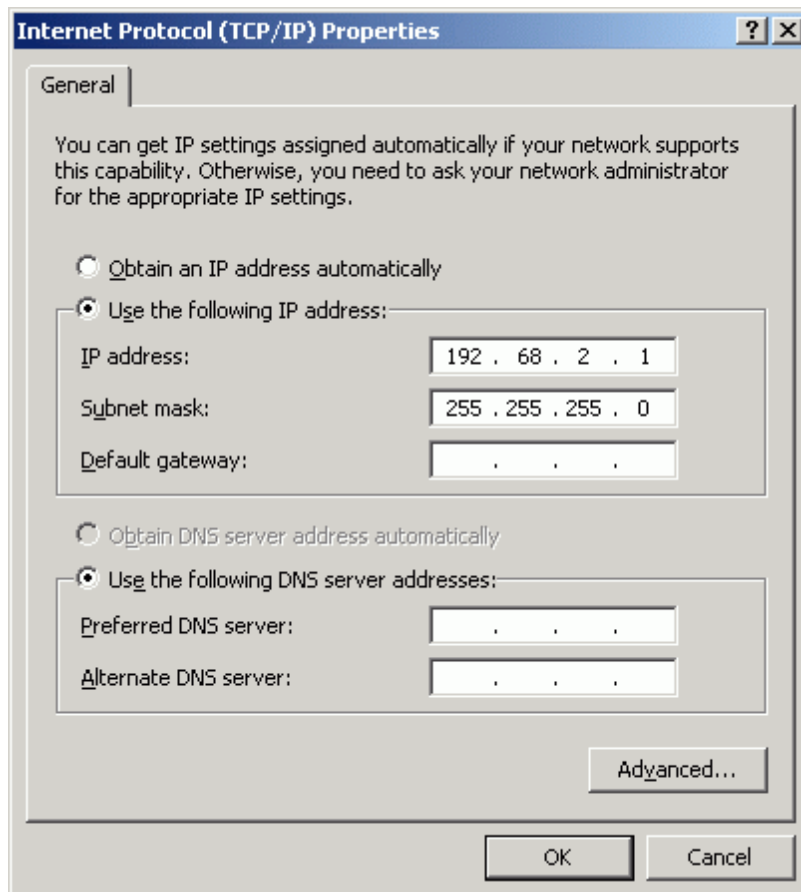 Internet Protocol (TCP/IP) Properties
General
You can get IP settings assigned automatically if your network supports
this capability. Otherwise, you need to ask your network administrator
for the appropriate IP settings.
Obtain an IP address automatically
Use the following IP address:
IP address: 192 . 68 . 2 . 1
Subnet mask: 255 . 255 . 255 . 0
Default gateway: . . .
Obtain DNS server address automatically
Use the following DNS server addresses:
Preferred DNS server: . . .
Alternate DNS server: . . .
Advanced...
OK Cancel